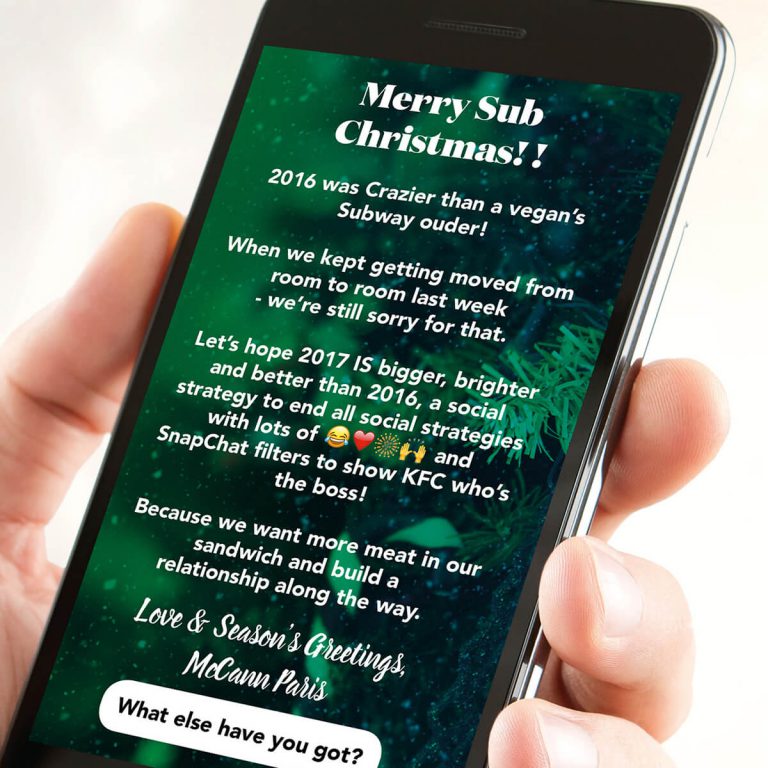 Merry Sub
Christmas!!
2016 was Crazier than a vegan's
Subway ouder!
When we kept getting moved from
room to room last week
- we're still sorry for that.
Let's hope 2017 IS bigger, brighter
and better than 2016, a social
strategy to end all social strategies
with lots of 😂❤️🎆🙌 and
SnapChat filters to show KFC who's
the boss!
Because we want more meat in our
sandwich and build a
relationship along the way.
Love & Season's Greetings,
McCann Paris
What else have you got?